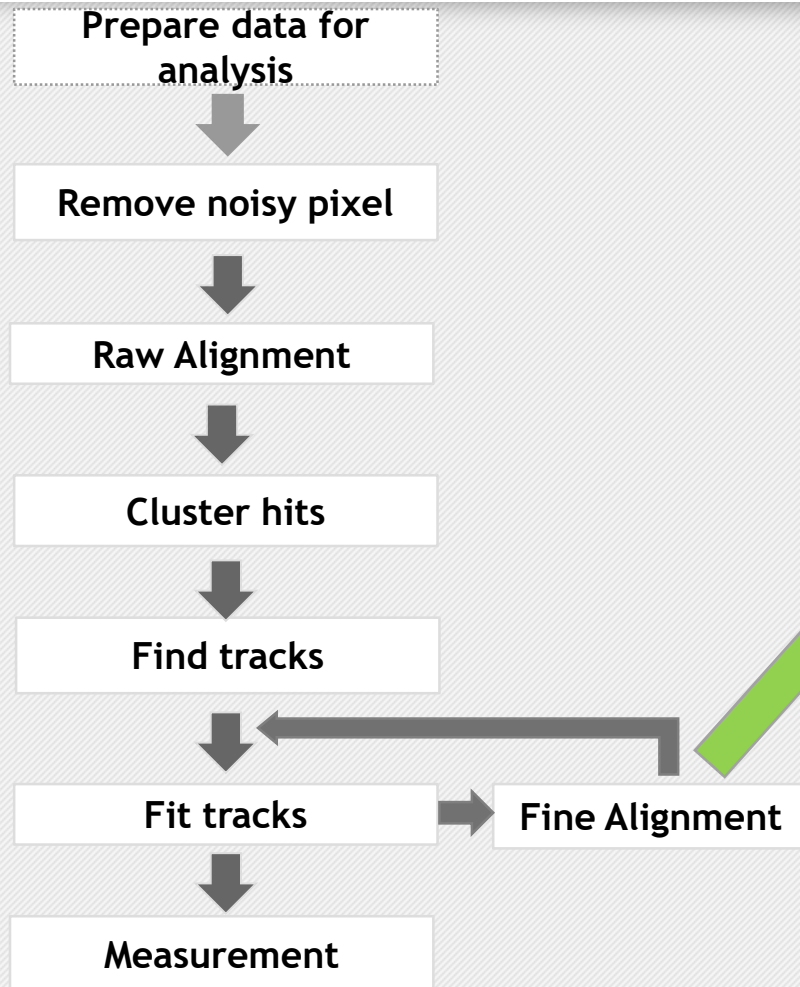 Prepare data for
analysis
Remove noisy pixel
Raw Alignment
Cluster hits
Find tracks
Fit tracks
Fine Alignment
Measurement